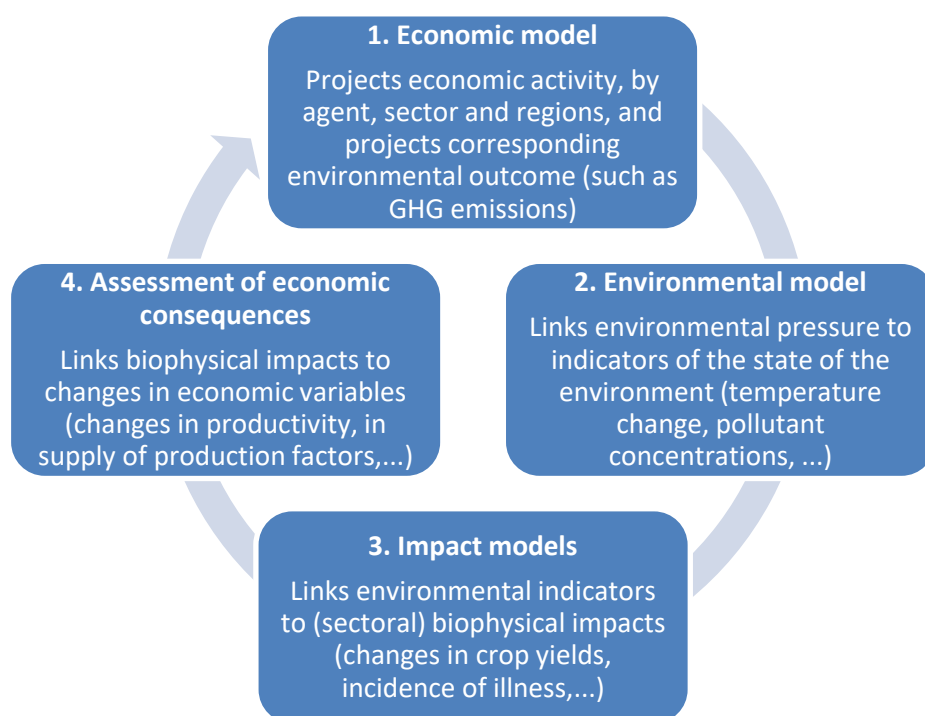 1. Economic model
Projects economic activity, by
agent, sector and regions, and
projects corresponding
environmental outcome (such as
GHG emissions)
2. Environmental model
Links environmental pressure to
indicators of the state of the
environment (temperature
change, pollutant
concentrations, ...)
3. Impact models
Links environmental indicators
to (sectoral) biophysical impacts
(changes in crop yields,
incidence of illness,...)
4. Assessment of economic
consequences
Links biophysical impacts to
changes in economic variables
(changes in productivity, in
supply of production factors,...)